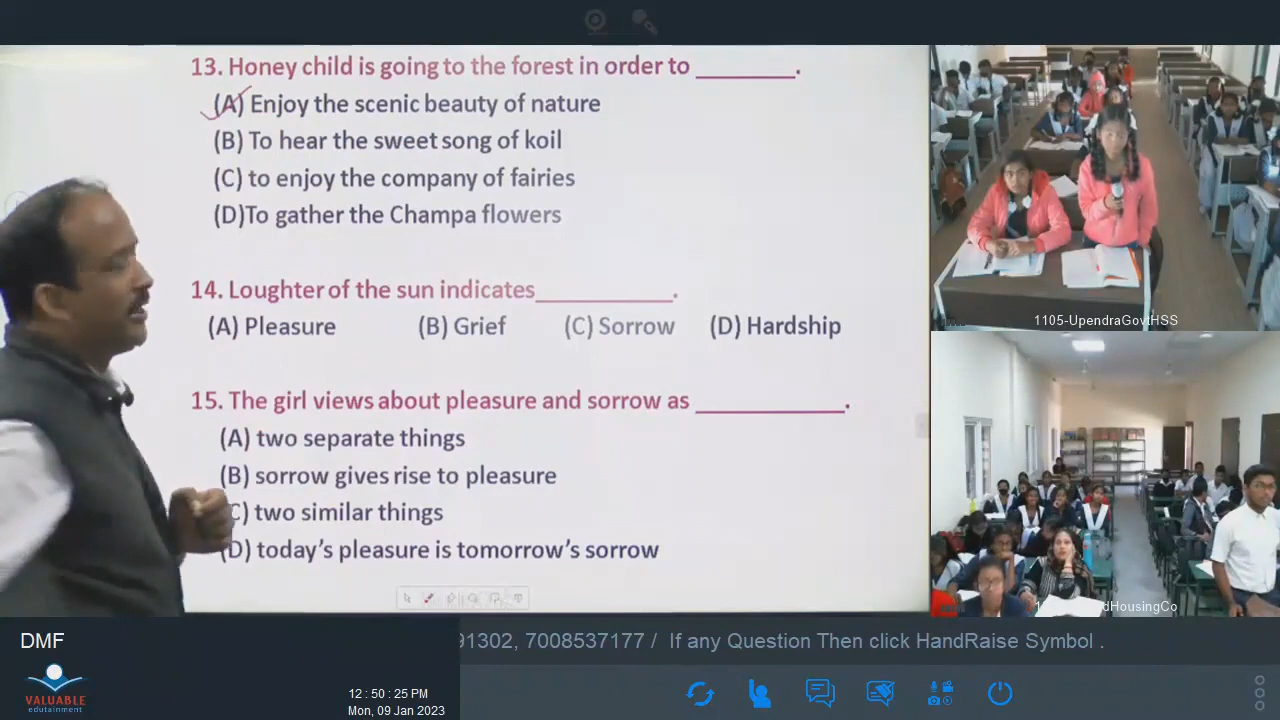 13. Honey child is going to the forest in order to ________.
(A) Enjoy the scenic beauty of nature
(B) To hear the sweet song of koil
(C) to enjoy the company of fairies
(D)To gather the Champa flowers
14. Loughter of the sun indicates___________.
(A) Pleasure (B) Grief (C) Sorrow (D) Hardship
15. The girl views about pleasure and sorrow as ____________.
(A) two separate things
(B) sorrow gives rise to pleasure
C) two similar things
(D) today's pleasure is tomorrow's sorrow
1105-UpendraGovtHSS
HousingCo
DMF
91302, 7008537177 / If any Question Then click HandRaise Symbol .
VALUABLE
edutainment
12 : 50 : 25 PM
Mon, 09 Jan 2023